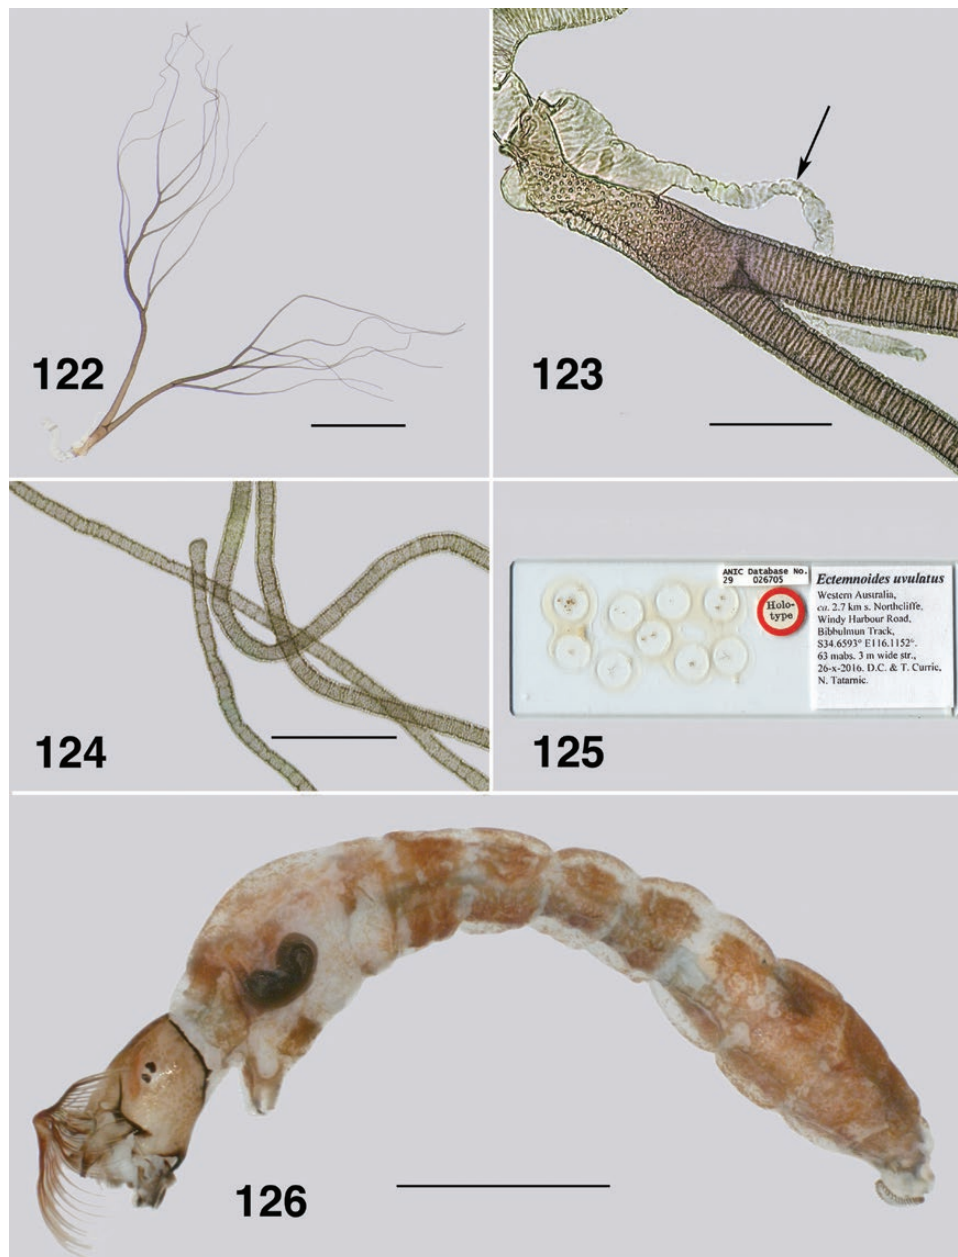 122
123
124
ANIC Database No.
29 026705
Holo-
type
Ectemnoides uvulatus
Western Australia,
ca. 2.7 km s. Northcliffe,
Windy Harbour Road,
Bibbulmun Track,
S34.6593° E116.1152°.
63 mabs. 3 m wide str.,
26-x-2016. D.C. & T. Currie,
N. Tatarnic.
125
126